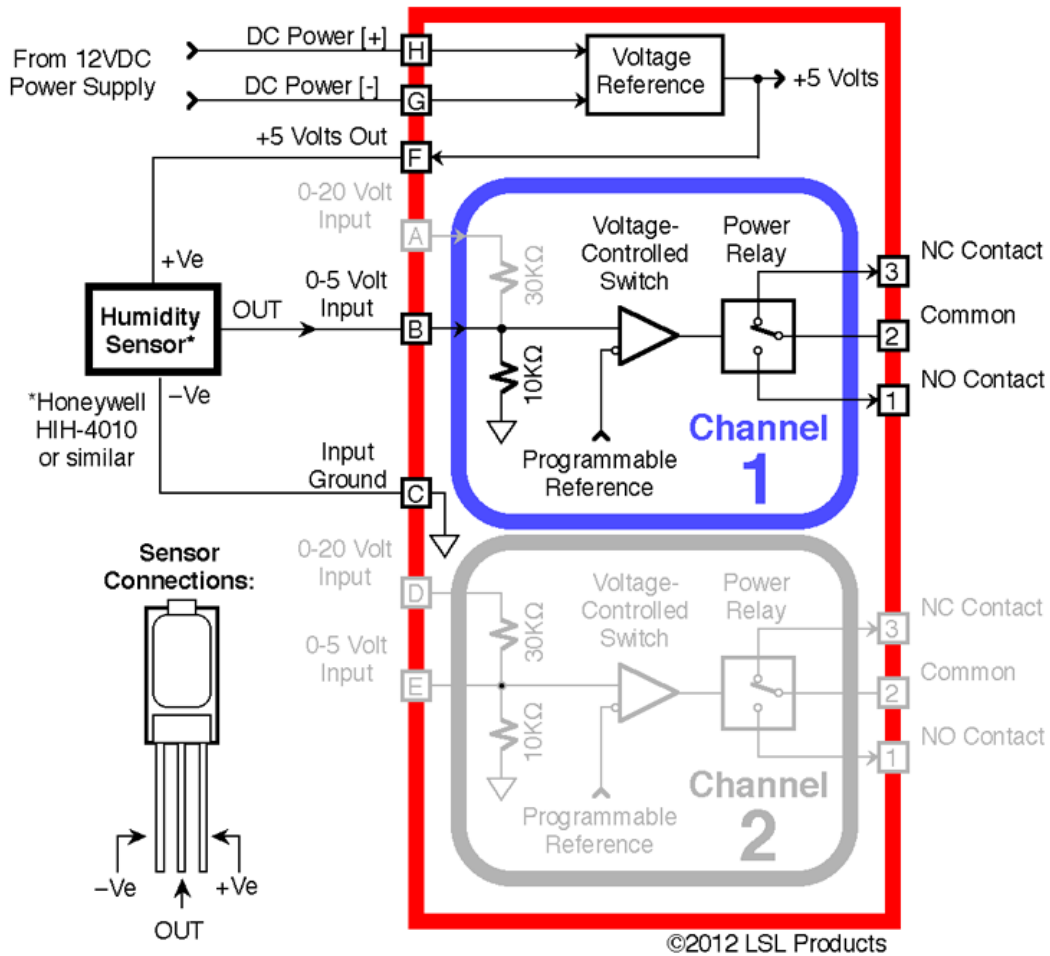 From 12VDC
Power Supply
DC Power [+]
H
DC Power [-]
G
Voltage
Reference
+5 Volts
+5 Volts Out
F
0-20 Volt
Input
A
30KΩ
Voltage-
Controlled
Switch
Power
Relay
3
NC Contact
+Ve
Humidity
Sensor*
OUT
0-5 Volt
Input
B
10KΩ
2
Common
1
NO Contact
–Ve
*Honeywell
HIH-4010
or similar
Programmable
Reference
Channel
1
Input
Ground
C
Sensor
Connections:
–Ve
OUT
+Ve
0-20 Volt
Input
D
30KΩ
Voltage-
Controlled
Switch
Power
Relay
3
NC Contact
0-5 Volt
Input
E
10KΩ
2
Common
1
NO Contact
Programmable
Reference
Channel
2
©2012 LSL Products